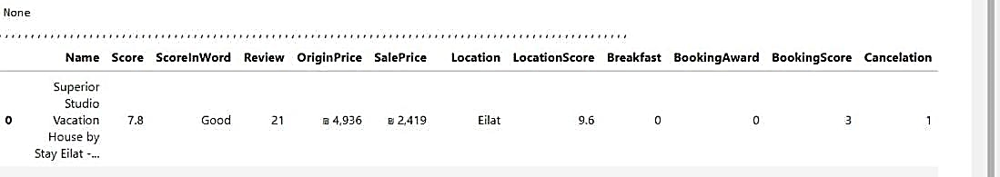 None
,,,,,,,,,,,,,,,,,,,,,,,,,,,,,,,,,,,,,,,,,,,,,,,,,,,,,,,,,,,,,,,,,,,,,,,,,,,,,,,,,,,,,,,,,,,,,,,,,,,
Name Score ScoreInWord Review OriginPrice SalePrice Location LocationScore Breakfast BookingAward BookingScore Cancelation
Superior
Studio
0 Vacation 7.8 Good 21 ₪ 4,936 ₪ 2,419 Eilat 9.6 0 0 3 1
House by
Stay Eilat -...